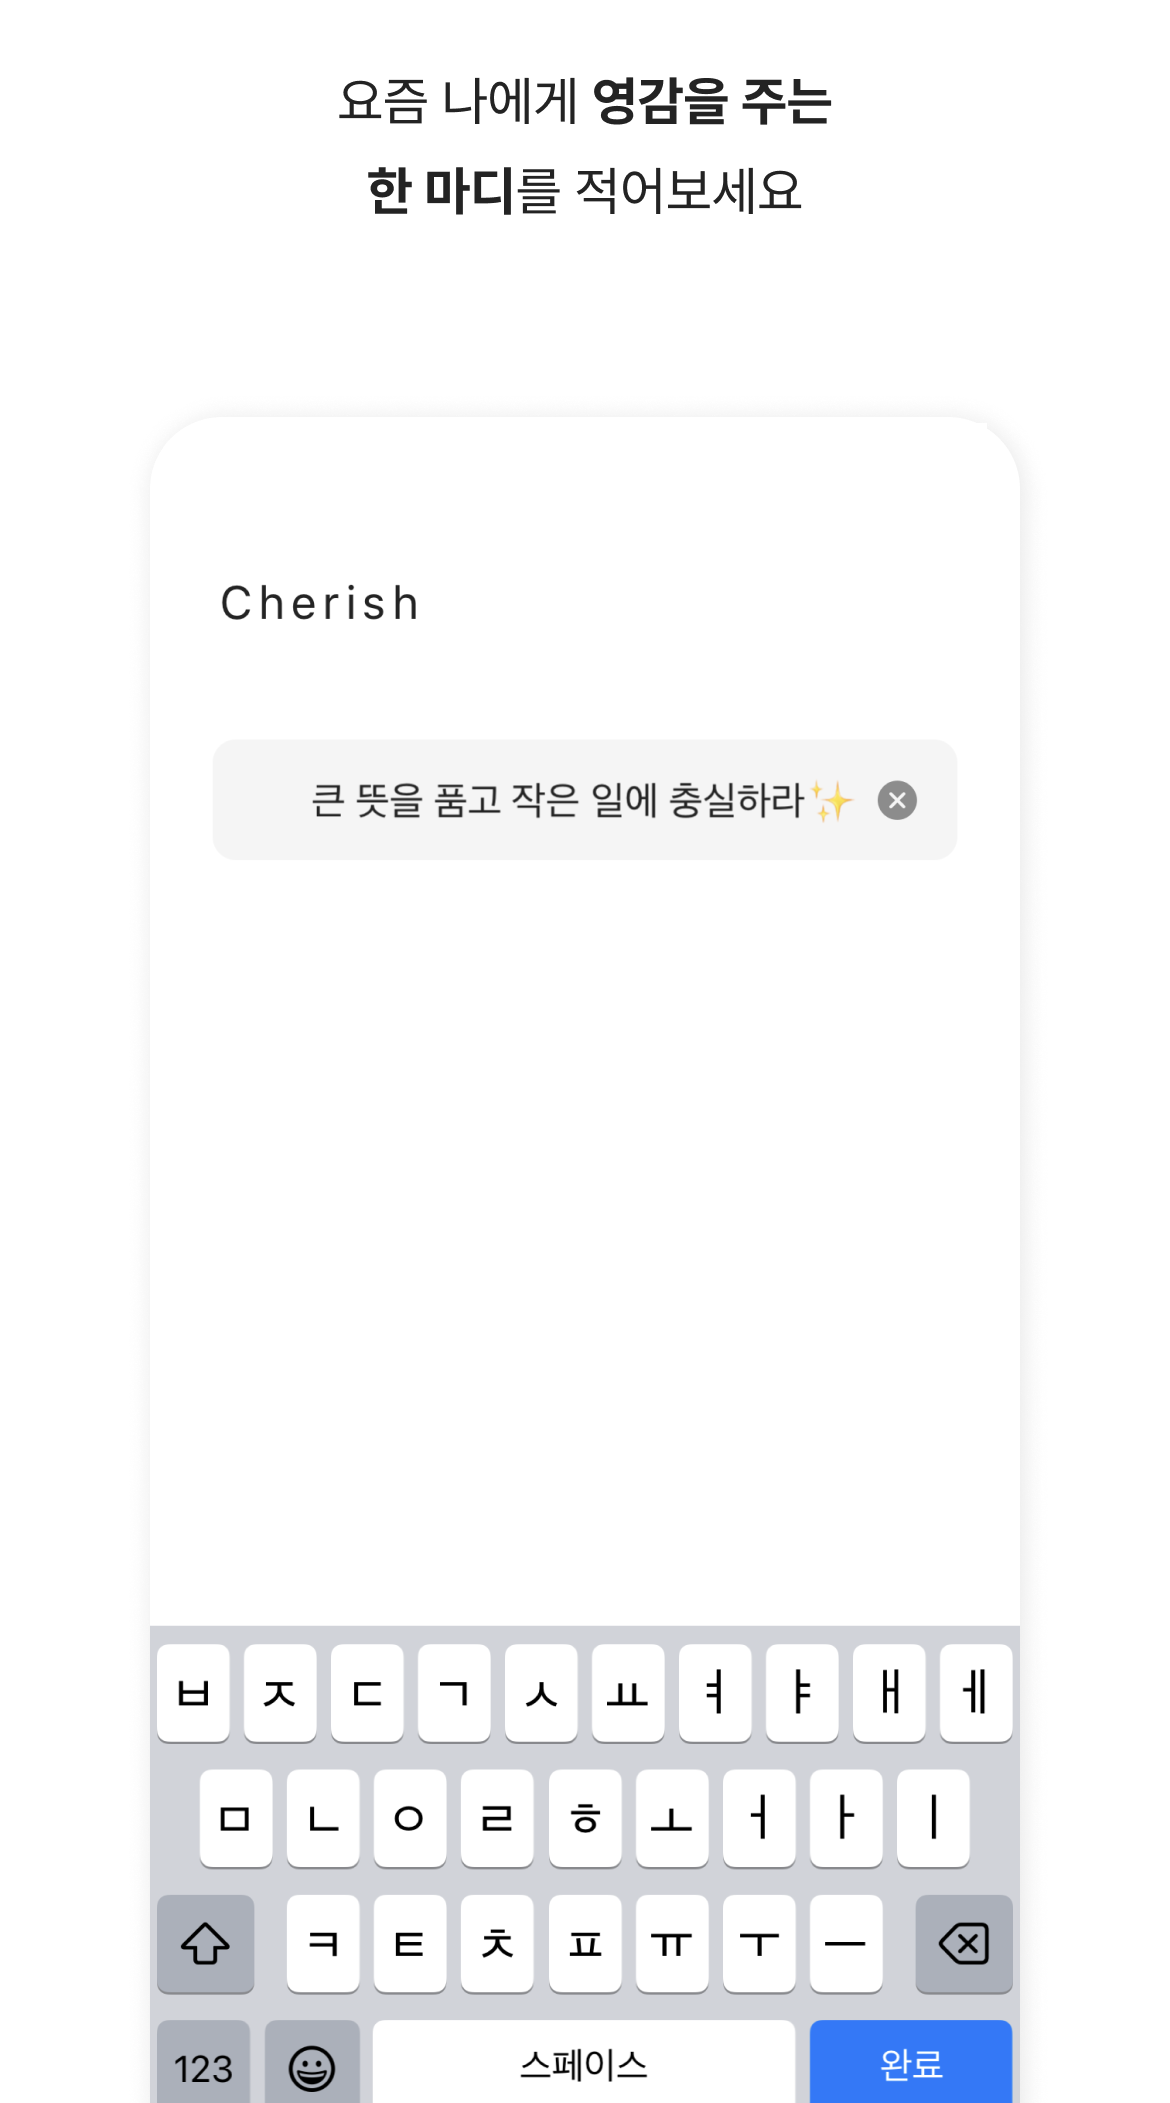 요즘 나에게 영감을 주는
한 마디를 적어보세요
Cherish
큰 뜻을 품고 작은 일에 충실하라✨
ㅂ ㅈ ㄷ ㄱ ㅅ ㅛ ㅕ ㅑ ㅐ ㅔ
ㅁ ㄴ ㅇ ㄹ ㅎ ㅗ ㅓ ㅏ ㅣ
ㅋ ㅌ ㅊ ㅍ ㅠ ㅜ ㅡ
123 스페이스 완료